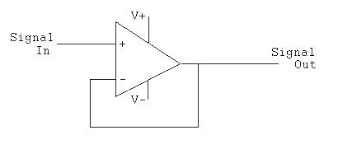 V+
Signal
In
+
-
V-
Signal
Out